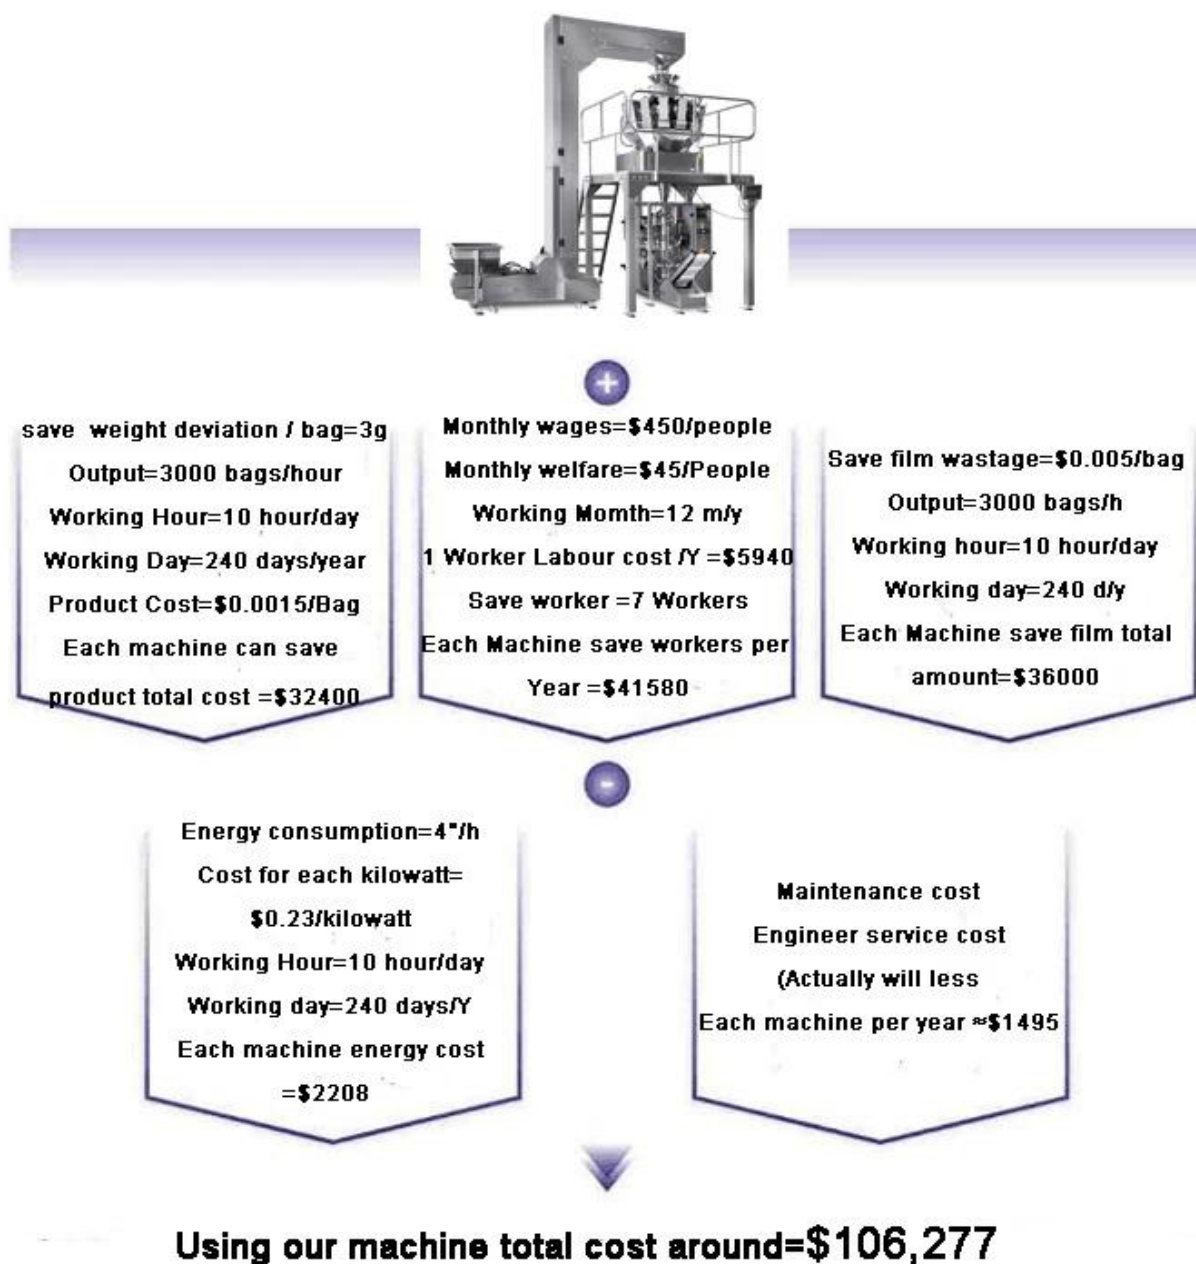 +
save weight deviation / bag=3g
Output=3000 bags/hour
Working Hour=10 hour/day
Working Day=240 days/year
Product Cost=$0.0015/Bag
Each machine can save
product total cost =$32400
Monthly wages=$450/people
Monthly welfare=$45/People
Working Momth=12 m/y
1 Worker Labour cost /Y =$5940
Save worker =7 Workers
Each Machine save workers per
Year =$41580
Save film wastage=$0.005/bag
Output=3000 bags/h
Working hour=10 hour/day
Working day=240 d/y
Each Machine save film total
amount=$36000
-
Energy consumption=4"/h
Cost for each kilowatt=
$0.23/kilowatt
Working Hour=10 hour/day
Working day=240 days/Y
Each machine energy cost
=$2208
Maintenance cost
Engineer service cost
(Actually will less
Each machine per year ≈$1495
Using our machine total cost around=$106,277